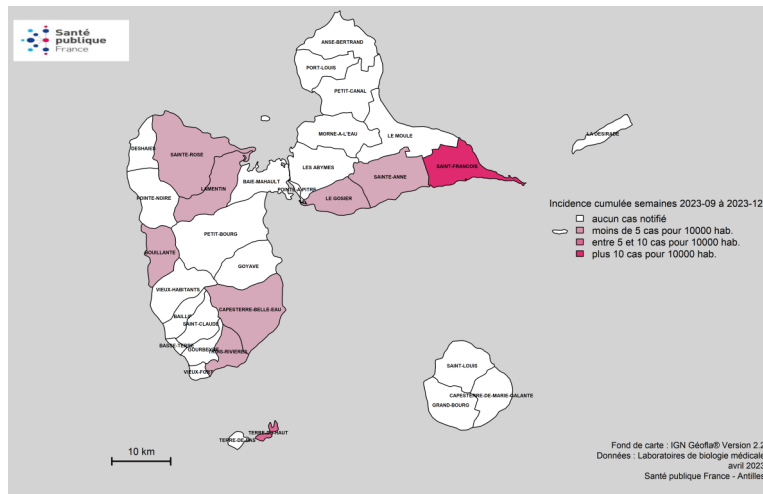 Santé
publique
France
ANSE-BERTRAND
PORT-LOUIS
PETIT-CANAL
MORNE-A-L'EAU
LE MOULE
LA DESIRADE
DESHAIES
SAINTE-ROSE
LES ABYMES
SAINT-FRANCOIS
LAMENTIN
BAIE-MAHAULT
SAINTE-ANNE
POINTE-A-PITRE
POINTE-NOIRE
LE GOSIER
Incidence cumulée semaines 2023-09 à 2023-12
aucun cas notifié
moins de 5 cas pour 10000 hab.
entre 5 et 10 cas pour 10000 hab.
plus 10 cas pour 10000 hab.
PETIT-BOURG
BOUILLANTE
GOYAVE
VIEUX-HABITANTS
CAPESTERRE-BELLE-EAU
BAILLIF
SAINT-CLAUDE
BASSE-TERRE
GOURBEYRE
TROIS-RIVIERES
VIEUX-FORT
SAINT-LOUIS
CAPESTERRE-DE-MARIE-GALANTE
GRAND-BOURG
TERRE-DE-HAUT
TERRE-DE-BAS
10 km
Fond de carte : IGN Géofla® Version 2.2
Données : Laboratoires de biologie médicale
avril 2023
Santé publique France - Antilles